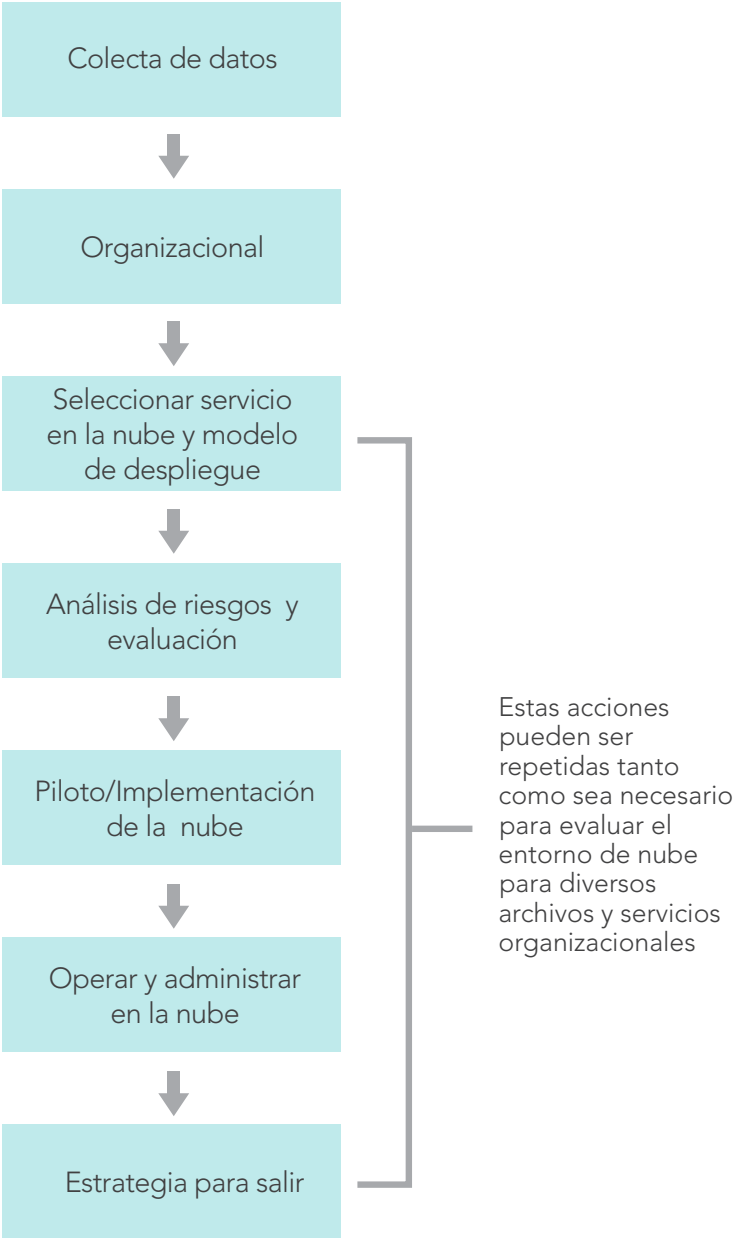 Colecta de datos
Organizacional
Seleccionar servicio
en la nube y modelo
de despliegue
Análisis de riesgos y
evaluación
Piloto/Implementación
de la nube
Operar y administrar
en la nube
Estrategia para salir
Estas acciones
pueden ser
repetidas tanto
como sea necesario
para evaluar el
entorno de nube
para diversos
archivos y servicios
organizacionales